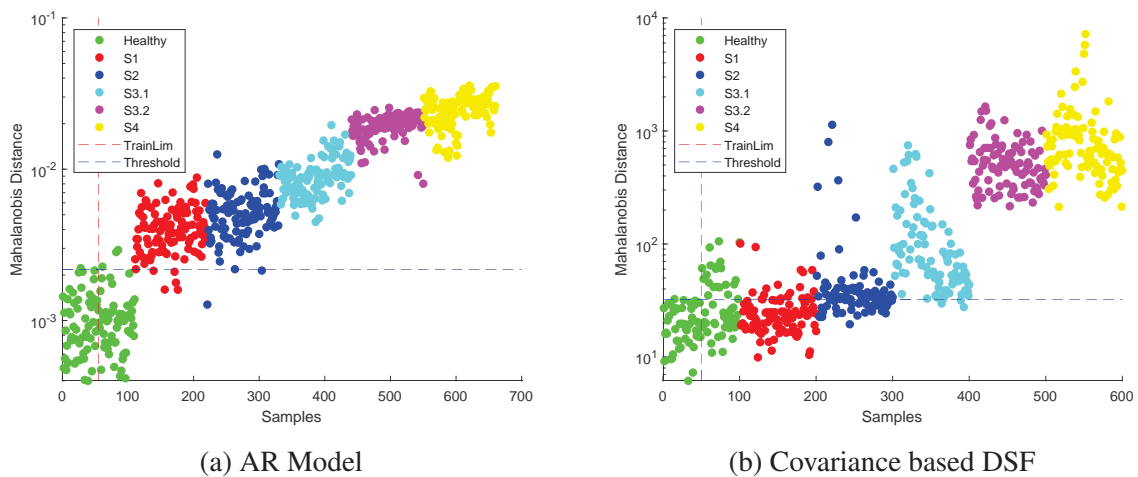 10^-1
10^-2
10^-3
Mahalanobis Distance
Healthy
S1
S2
S3.1
S3.2
S4
TrainLim
Threshold
0 100 200 300 400 500 600 700
Samples
(a) AR Model
10^4
10^3
10^2
10^1
Mahalanobis Distance
Healthy
S1
S2
S3.1
S3.2
S4
TrainLim
Threshold
0 100 200 300 400 500 600
Samples
(b) Covariance based DSF